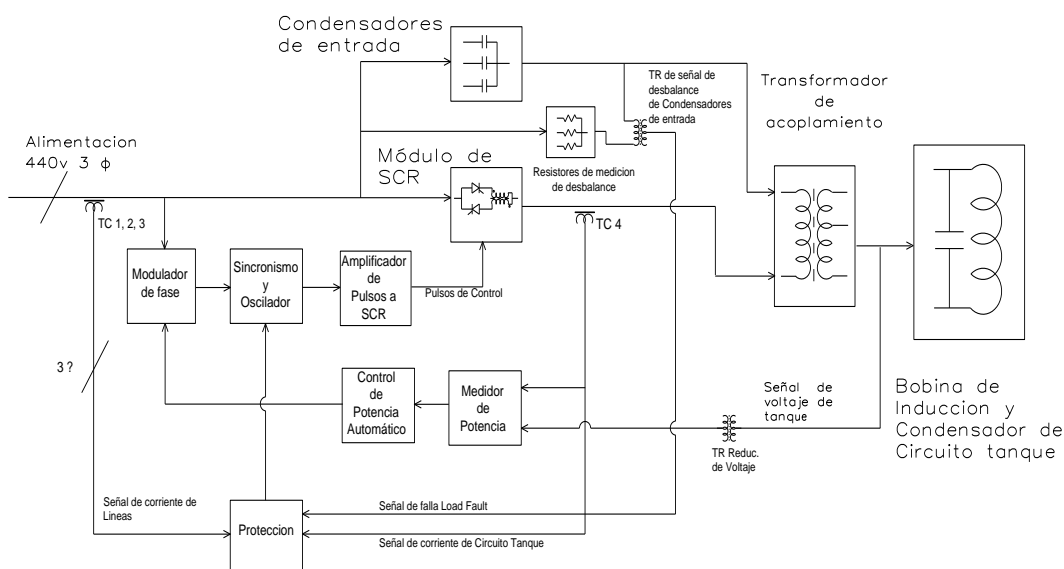 Condensadores
de entrada
TR de señal de
desbalance
de Condensadores
de entrada
Transformador
de
acoplamiento
Alimentacion
440v 3 ϕ
Módulo de
SCR
Resistores de medicion
de desbalance
TC 1, 2, 3
TC 4
Modulador
de fase
Sincronismo
y
Oscilador
Amplificador
de
Pulsos a
SCR
Pulsos de Control
3 ?
Control
de
Potencia
Automático
Medidor
de
Potencia
Señal de
voltaje de
tanque
TR Reduc.
de Voltaje
Bobina de
Induccion y
Condensador de
Circuito tanque
Señal de corriente de
Lineas
Proteccion
Señal de falla Load Fault
Señal de corriente de Circuito Tanque